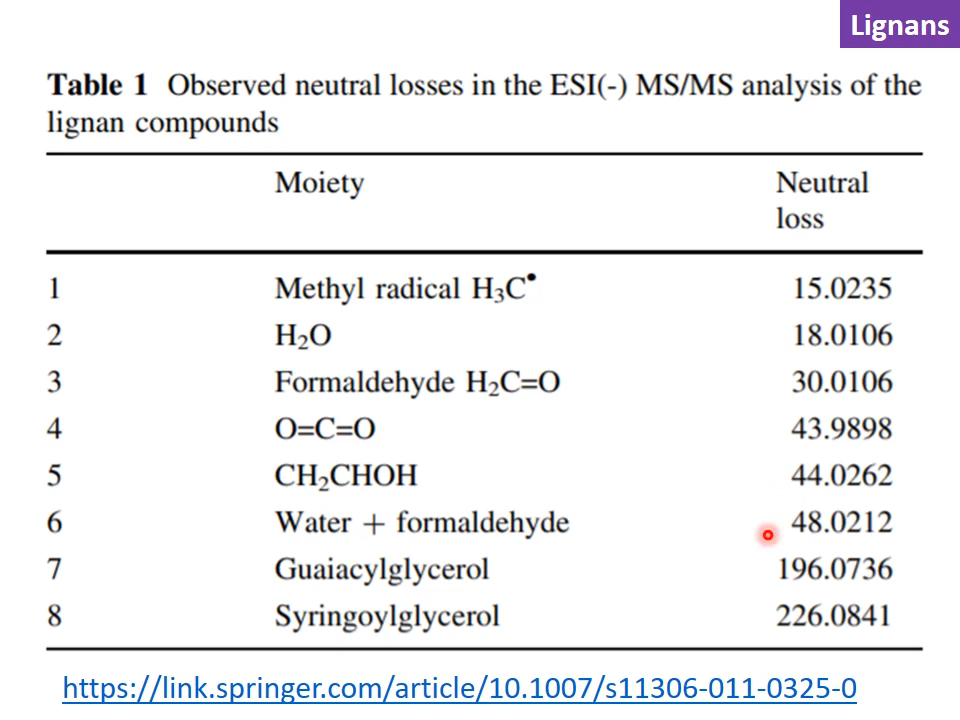 Lignans
Table 1 Observed neutral losses in the ESI(-) MS/MS analysis of the
lignan compounds
Moiety Neutral
loss
1 Methyl radical H₃C• 15.0235
2 H₂O 18.0106
3 Formaldehyde H₂C=O 30.0106
4 O=C=O 43.9898
5 CH₂CHOH 44.0262
6 Water + formaldehyde 48.0212
7 Guaiacylglycerol 196.0736
8 Syringoylglycerol 226.0841
https://link.springer.com/article/10.1007/s11306-011-0325-0